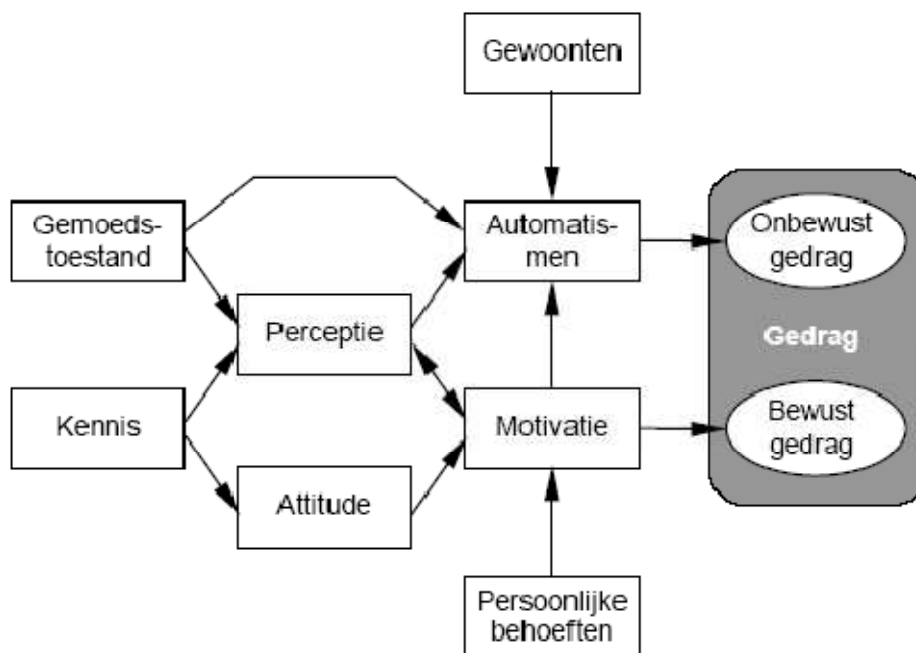 Gewoonten
Gemoeds-
toestand
Automatis-
men
Onbewust
gedrag
Perceptie
Gedrag
Kennis
Motivatie
Bewust
gedrag
Attitude
Persoonlijke
behoeften